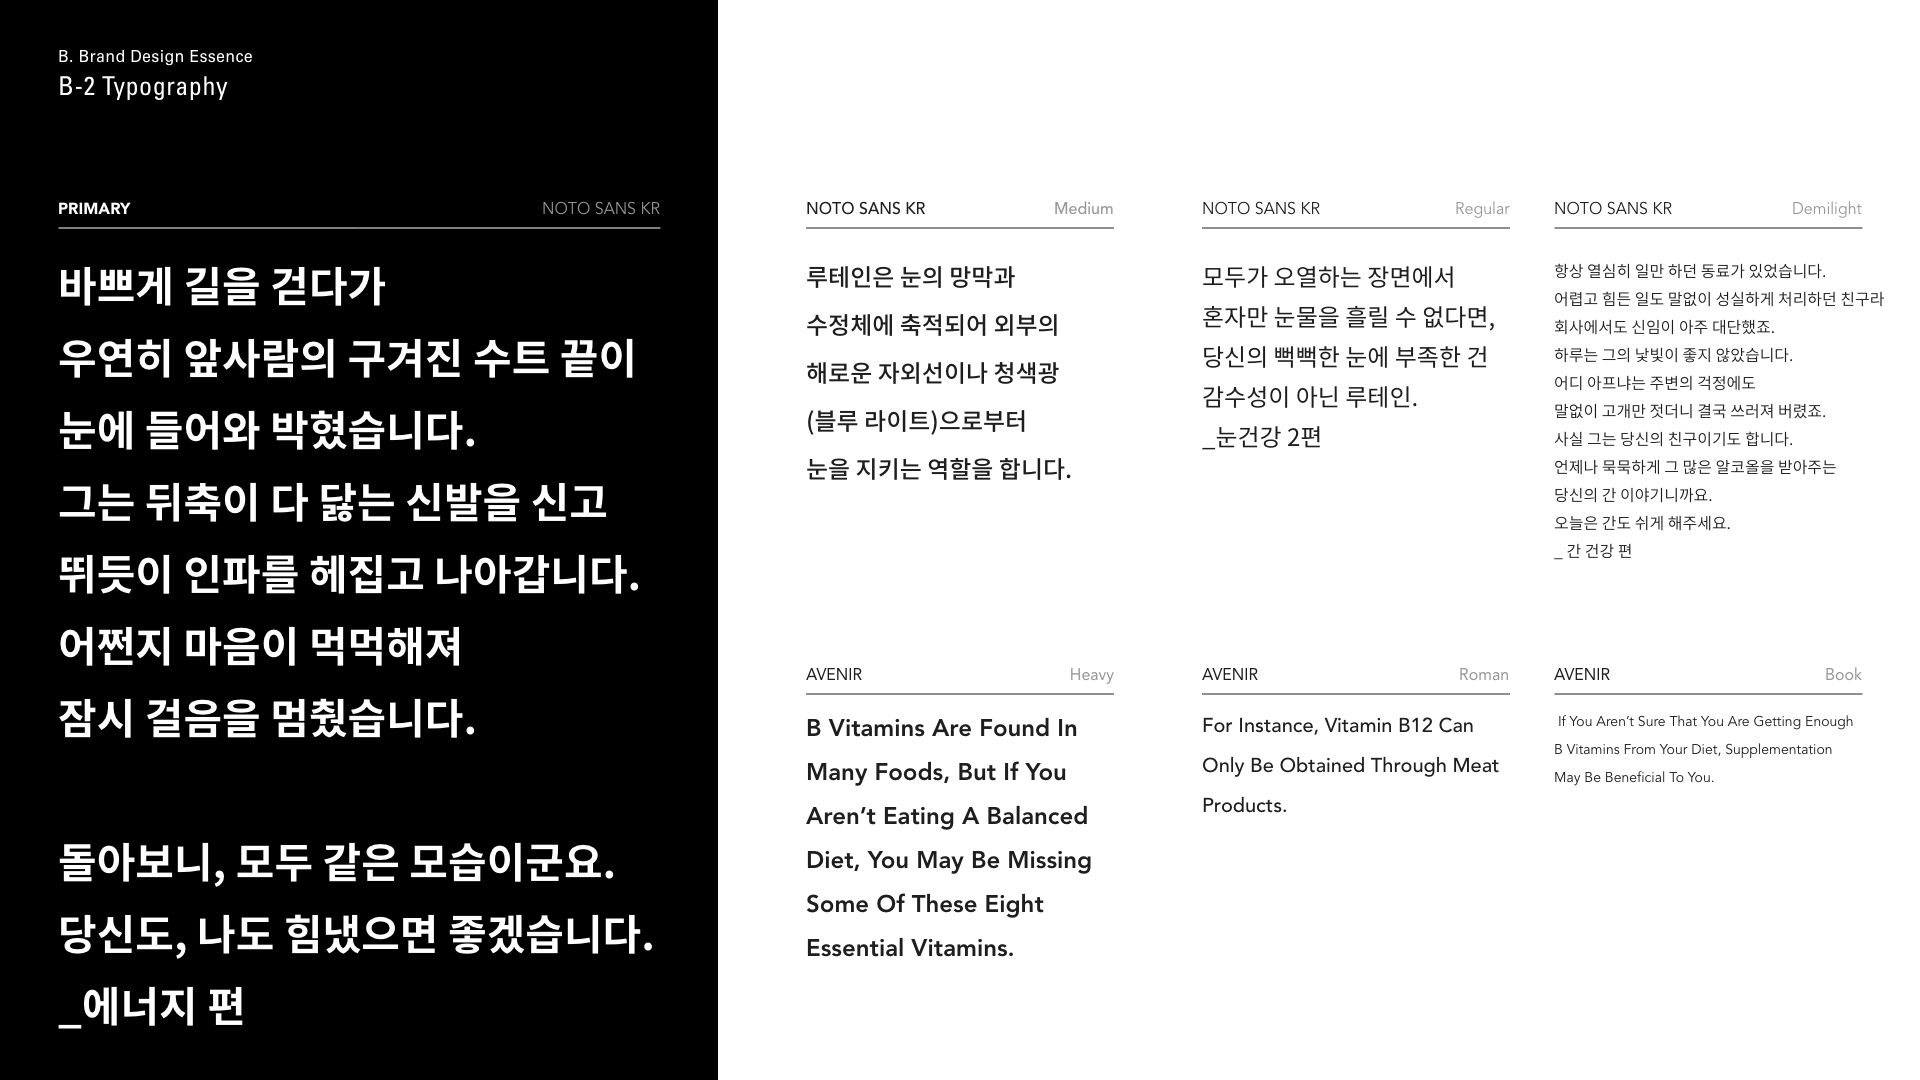 B. Brand Design Essence
B-2 Typography
PRIMARY NOTO SANS KR
바쁘게 길을 걷다가
우연히 앞사람의 구겨진 수트 끝이
눈에 들어와 박혔습니다.
그는 뒤축이 다 닳는 신발을 신고
뛰듯이 인파를 헤집고 나아갑니다.
어쩐지 마음이 먹먹해져
잠시 걸음을 멈췄습니다.
돌아보니, 모두 같은 모습이군요.
당신도, 나도 힘냈으면 좋겠습니다.
_에너지 편
NOTO SANS KR Medium
루테인은 눈의 망막과
수정체에 축적되어 외부의
해로운 자외선이나 청색광
(블루 라이트)으로부터
눈을 지키는 역할을 합니다.
NOTO SANS KR Regular
모두가 오열하는 장면에서
혼자만 눈물을 흘릴 수 없다면,
당신의 뻑뻑한 눈에 부족한 건
감수성이 아닌 루테인.
_눈건강 2편
NOTO SANS KR Demilight
항상 열심히 일만 하던 동료가 있었습니다.
어렵고 힘든 일도 말없이 성실하게 처리하던 친구라
회사에서도 신임이 아주 대단했죠.
하루는 그의 낯빛이 좋지 않았습니다.
어디 아프냐는 주변의 걱정에도
말없이 고개만 젓더니 결국 쓰러져 버렸죠.
사실 그는 당신의 친구이기도 합니다.
언제나 묵묵하게 그 많은 알코올을 받아주는
당신의 간 이야기니까요.
오늘은 간도 쉬게 해주세요.
_ 간 건강 편
AVENIR Heavy
B Vitamins Are Found In
Many Foods, But If You
Aren’t Eating A Balanced
Diet, You May Be Missing
Some Of These Eight
Essential Vitamins.
AVENIR Roman
For Instance, Vitamin B12 Can
Only Be Obtained Through Meat
Products.
AVENIR Book
If You Aren’t Sure That You Are Getting Enough
B Vitamins From Your Diet, Supplementation
May Be Beneficial To You.